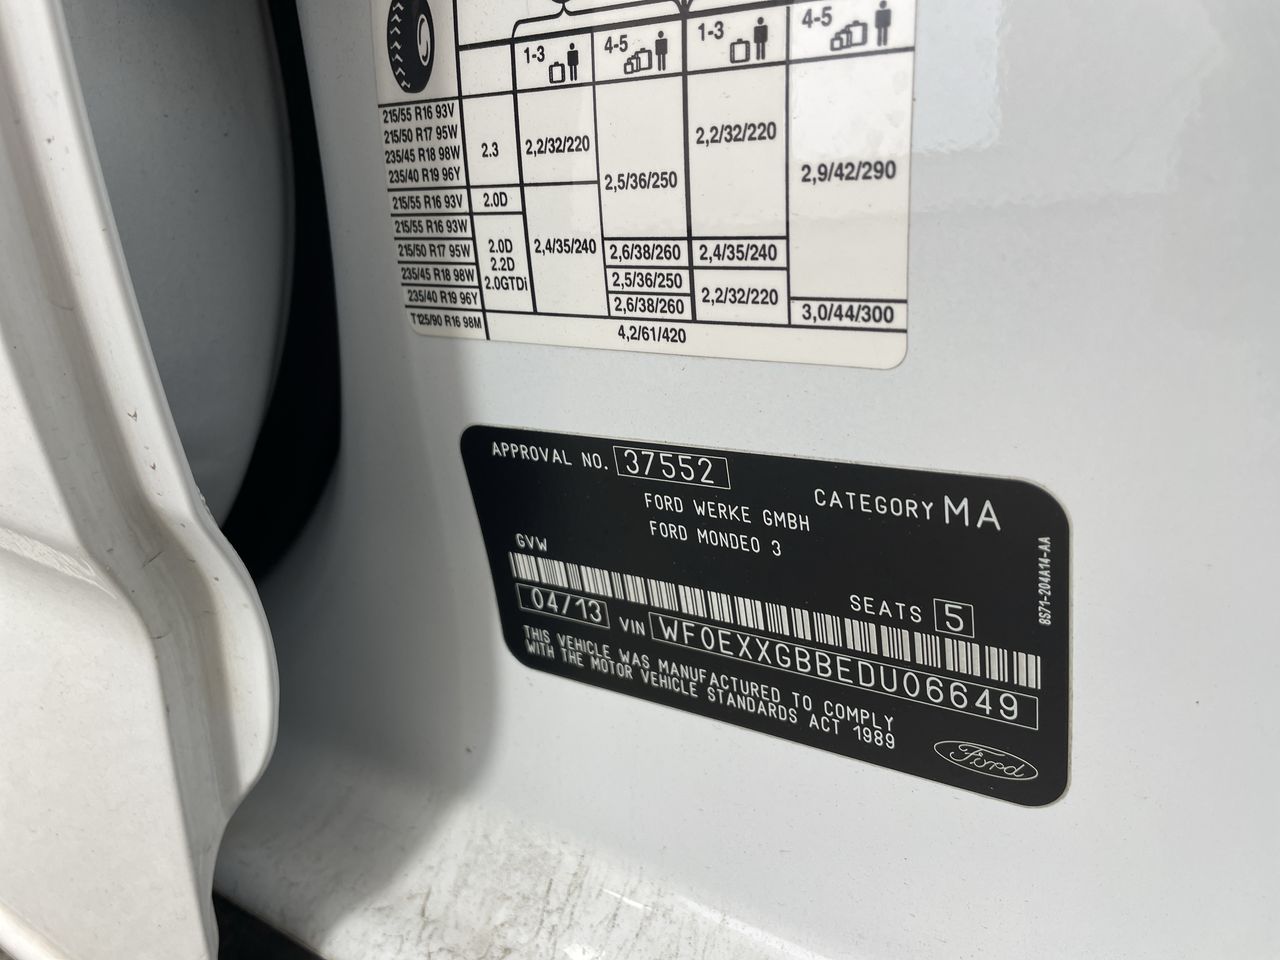 1-3 4-5 1-3 4-5
215/55 R16 93V
215/50 R17 95W
235/45 R18 98W
235/40 R19 96Y
2.3 2,2/32/220 2,5/36/250 2,2/32/220 2,9/42/290
215/55 R16 93V 2.0D
215/55 R16 93W
215/50 R17 95W
235/45 R18 98W
235/40 R19 96Y
2.0D
2.2D
2.0GTDi
2,4/35/240
2,6/38/260 2,4/35/240
2,5/36/250
2,6/38/260
2,2/32/220
3,0/44/300
T125/90 R16 98M 4,2/61/420
APPROVAL NO. 37552
CATEGORY MA
FORD WERKE GMBH
FORD MONDEO 3
GVW
SEATS 5
04/13 VIN WF0EXXGBBEDU06649
THIS VEHICLE WAS MANUFACTURED TO COMPLY
WITH THE MOTOR VEHICLE STANDARDS ACT 1989
Ford
8S71-204A14-AA